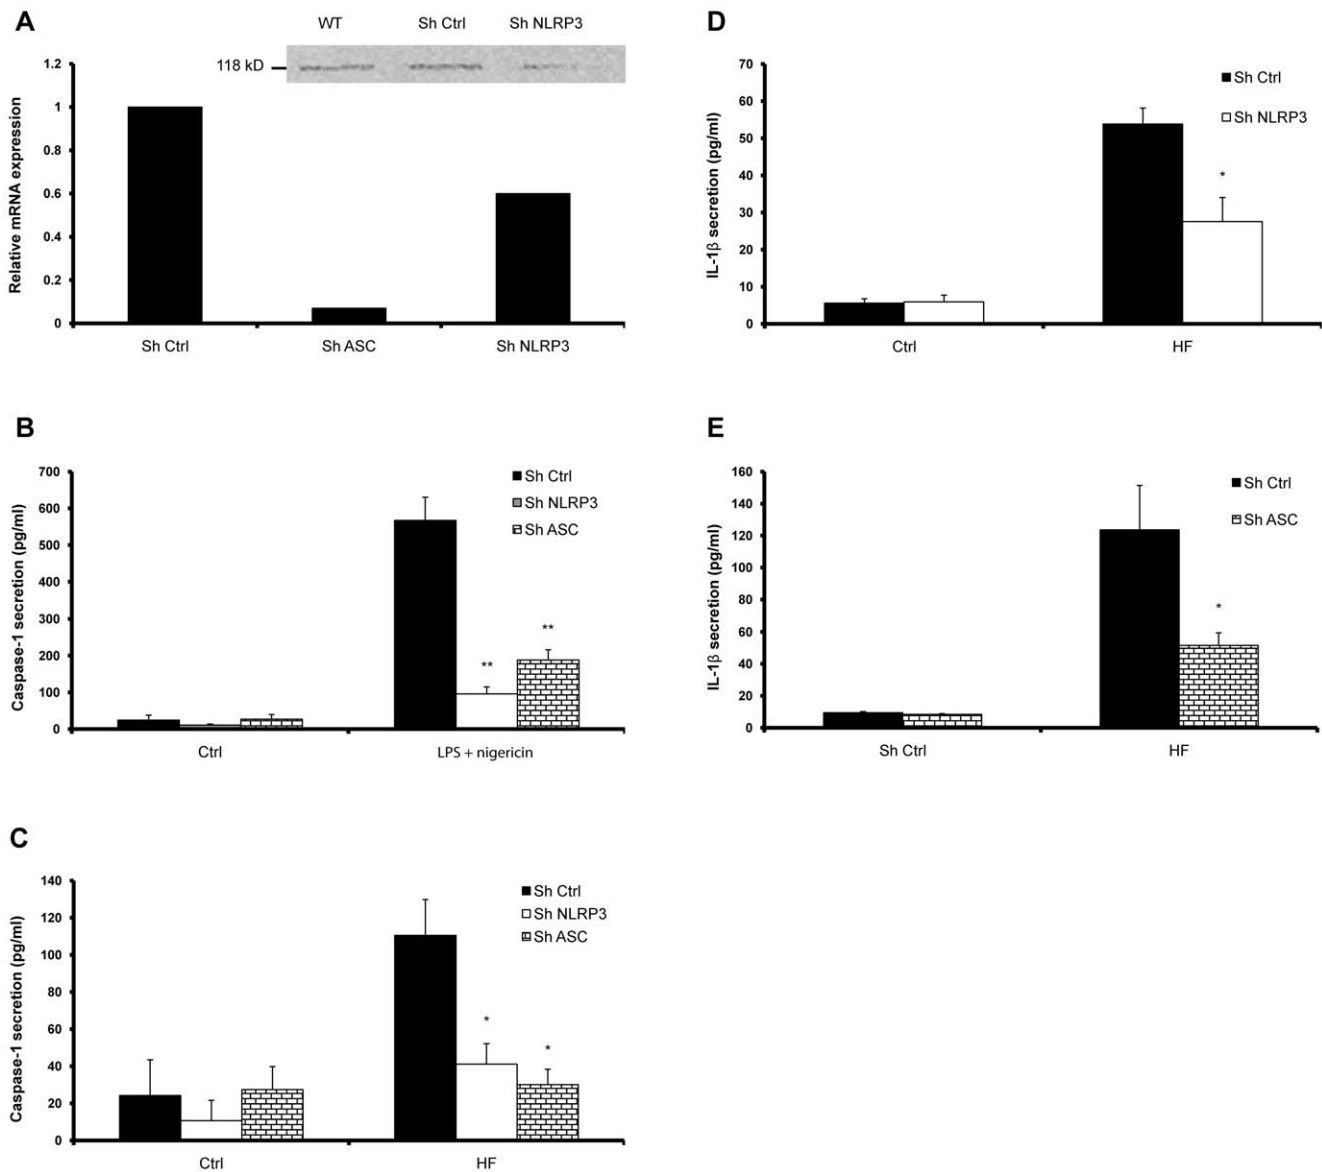 A
WT Sh Ctrl Sh NLRP3
118 kD
Relative mRNA expression
1.2
1
0.8
0.6
0.4
0.2
0
Sh Ctrl Sh ASC Sh NLRP3
D
IL-1β secretion (pg/ml)
70
60
50
40
30
20
10
0
Sh Ctrl
Sh NLRP3
*
Ctrl HF
B
Caspase-1 secretion (pg/ml)
700
600
500
400
300
200
100
0
Sh Ctrl
Sh NLRP3
Sh ASC
** **
Ctrl LPS + nigericin
E
IL-1β secretion (pg/ml)
160
140
120
100
80
60
40
20
0
Sh Ctrl
Sh ASC
*
Sh Ctrl HF
C
Caspase-1 secretion (pg/ml)
140
120
100
80
60
40
20
0
Sh Ctrl
Sh NLRP3
Sh ASC
* *
Ctrl HF